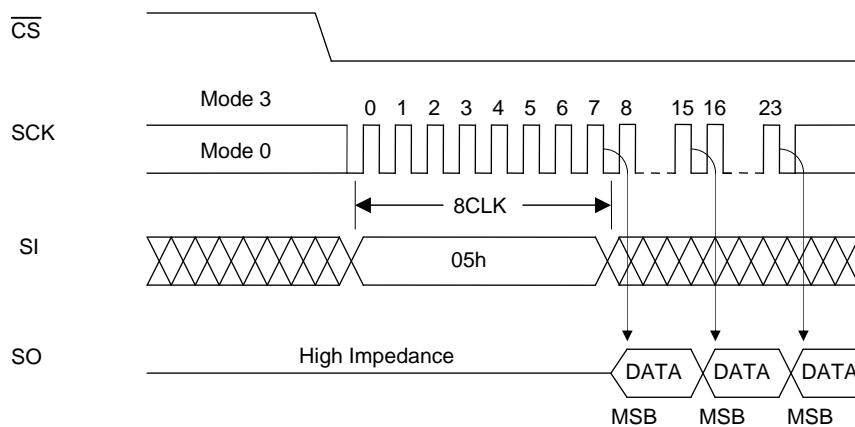 CS
Mode 3
0 1 2 3 4 5 6 7 8 15 16 23
SCK
Mode 0
8CLK
SI
05h
SO
High Impedance
DATA DATA DATA
MSB MSB MSB